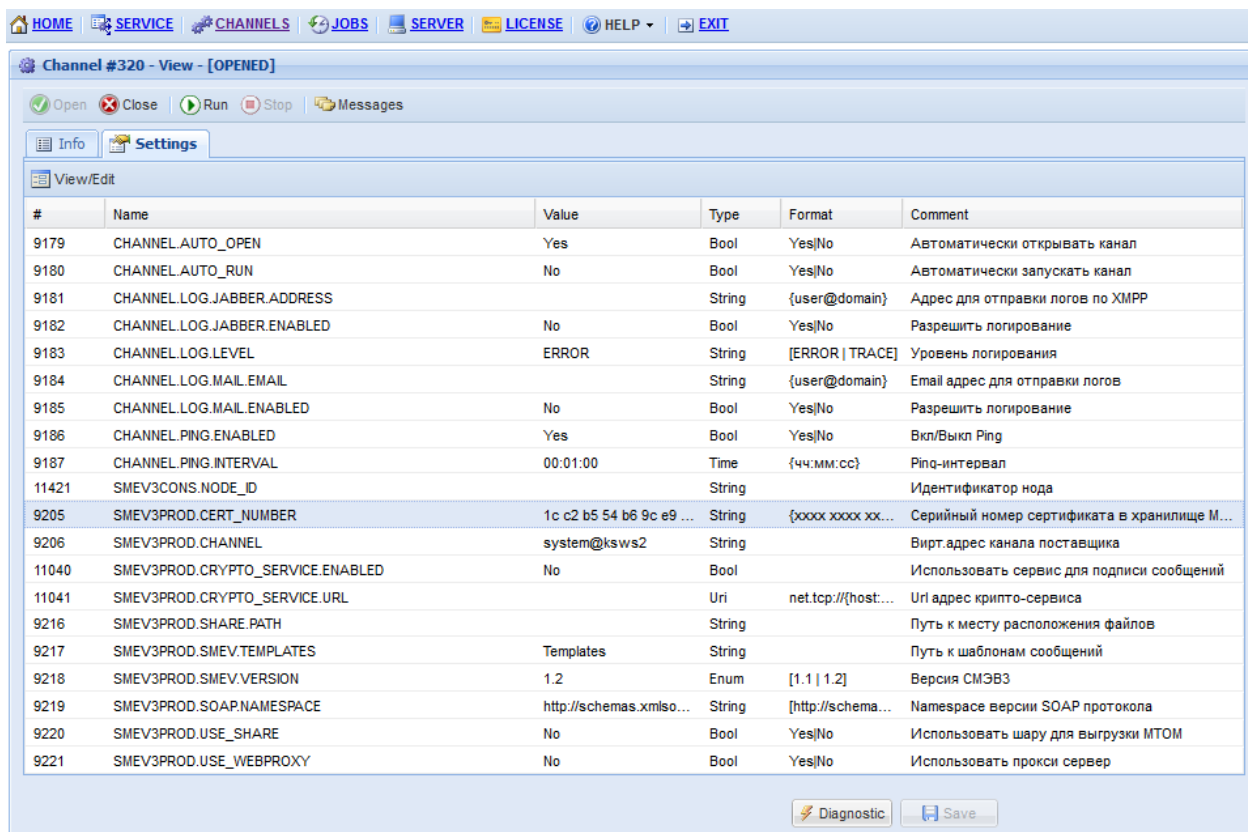 HOME SERVICE CHANNELS JOBS SERVER LICENSE HELP EXIT
Channel #320 - View - [OPENED]
Open Close Run Stop Messages
Info Settings
View/Edit
# Name Value Type Format Comment
9179 CHANNEL.AUTO_OPEN Yes Bool Yes|No Автоматически открывать канал
9180 CHANNEL.AUTO_RUN No Bool Yes|No Автоматически запускать канал
9181 CHANNEL.LOG.JABBER.ADDRESS String {user@domain} Адрес для отправки логов по XMPP
9182 CHANNEL.LOG.JABBER.ENABLED No Bool Yes|No Разрешить логирование
9183 CHANNEL.LOG.LEVEL ERROR String [ERROR | TRACE] Уровень логирования
9184 CHANNEL.LOG.MAIL.EMAIL String {user@domain} Email адрес для отправки логов
9185 CHANNEL.LOG.MAIL.ENABLED No Bool Yes|No Разрешить логирование
9186 CHANNEL.PING.ENABLED Yes Bool Yes|No Вкл/Выкл Ping
9187 CHANNEL.PING.INTERVAL 00:01:00 Time {чч:мм:сс} Ping-интервал
11421 SMEV3CONS.NODE_ID String Идентификатор нода
9205 SMEV3PROD.CERT_NUMBER 1c c2 b5 54 b6 9c e9 ... String {xxxx xxxx xx... Серийный номер сертификата в хранилище M...
9206 SMEV3PROD.CHANNEL system@ksws2 String Вирт.адрес канала поставщика
11040 SMEV3PROD.CRYPTO_SERVICE.ENABLED No Bool Использовать сервис для подписи сообщений
11041 SMEV3PROD.CRYPTO_SERVICE.URL Uri net.tcp://{host:... Url адрес крипто-сервиса
9216 SMEV3PROD.SHARE.PATH String Путь к месту расположения файлов
9217 SMEV3PROD.SMEV.TEMPLATES Templates String Путь к шаблонам сообщений
9218 SMEV3PROD.SMEV.VERSION 1.2 Enum [1.1 | 1.2] Версия СМЭВ3
9219 SMEV3PROD.SOAP.NAMESPACE http://schemas.xmlso... String [http://schema... Namespace версии SOAP протокола
9220 SMEV3PROD.USE_SHARE No Bool Yes|No Использовать шару для выгрузки MTOM
9221 SMEV3PROD.USE_WEBPROXY No Bool Yes|No Использовать прокси сервер
Diagnostic Save